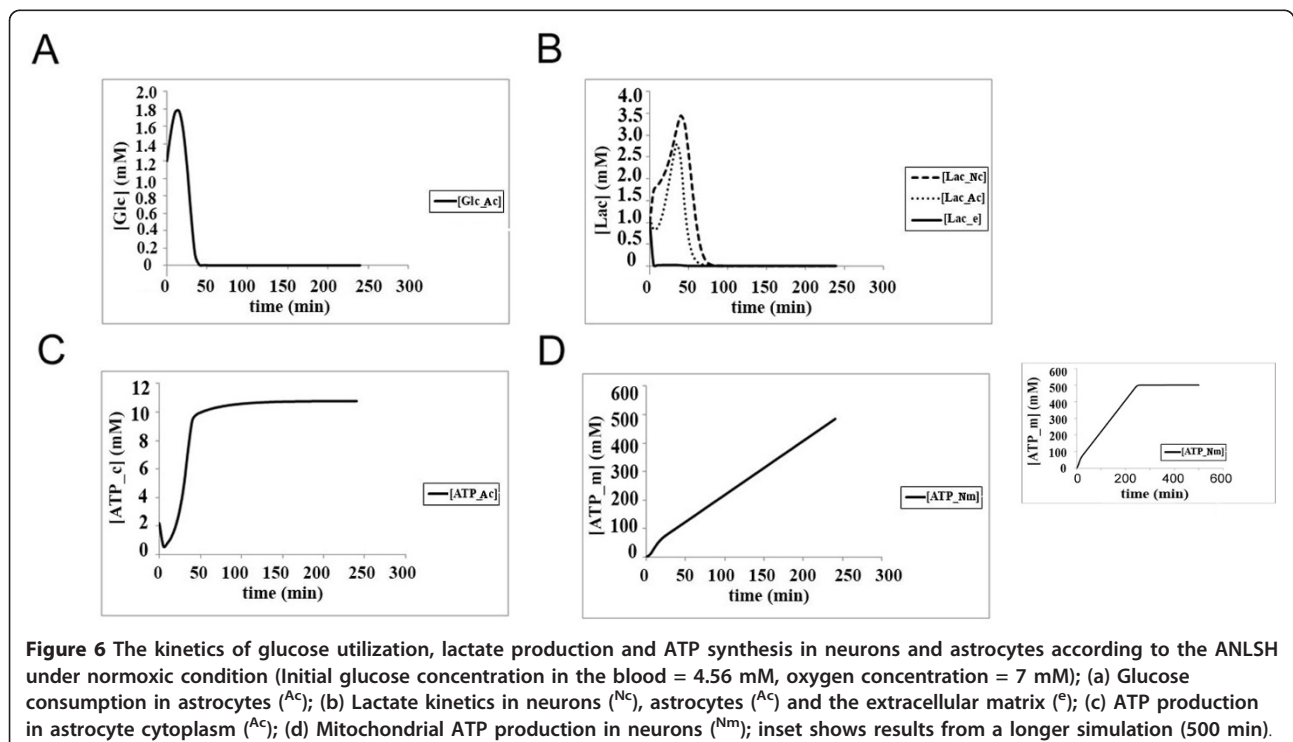 A
2.0
1.8
1.6
1.4
1.2
1.0
0.8
0.6
0.4
0.2
0
[Glc] (mM)
0 50 100 150 200 250 300
time (min)
[Glc_Ac]
B
4.0
3.5
3.0
2.5
2.0
1.5
1.0
0.5
0
[Lac] (mM)
0 50 100 150 200 250 300
time (min)
[Lac_Nc]
[Lac_Ac]
[Lac_e]
C
12
10
8
6
4
2
0
[ATP_c] (mM)
0 50 100 150 200 250 300
time (min)
[ATP_Ac]
D
600
500
400
300
200
100
0
[ATP_m] (mM)
0 50 100 150 200 250 300
time (min)
[ATP_Nm]
600
500
400
300
200
100
0
[ATP_m] (mM)
0 200 400 600
time (min)
[ATP_Nm]
Figure 6 The kinetics of glucose utilization, lactate production and ATP synthesis in neurons and astrocytes according to the ANLSH
under normoxic condition (Initial glucose concentration in the blood = 4.56 mM, oxygen concentration = 7 mM); (a) Glucose
consumption in astrocytes (Ac); (b) Lactate kinetics in neurons (Nc), astrocytes (Ac) and the extracellular matrix (e); (c) ATP production
in astrocyte cytoplasm (Ac); (d) Mitochondrial ATP production in neurons (Nm); inset shows results from a longer simulation (500 min).